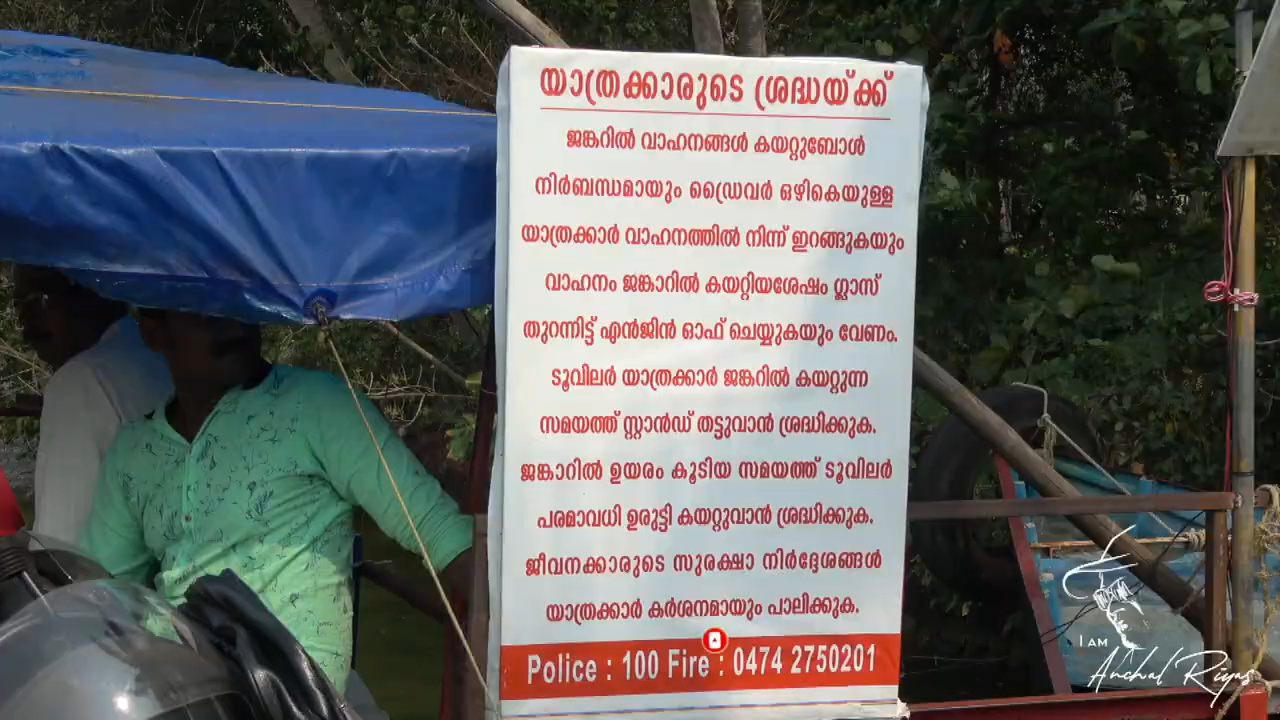 യാത്രക്കാരുടെ ശ്രദ്ധയ്ക്ക്
ജങ്കറിൽ വാഹനങ്ങൾ കയറ്റുബോൾ
നിർബന്ധമായും ഡ്രൈവർ ഒഴികെയുള്ള
യാത്രക്കാർ വാഹനത്തിൽ നിന്ന് ഇറങ്ങുകയും
വാഹനം ജങ്കാറിൽ കയറ്റിയശേഷം ഗ്ലാസ്
തുറന്നിട്ട് എൻജിൻ ഓഫ് ചെയ്യുകയും വേണം.
ടൂവിലർ യാത്രക്കാർ ജങ്കറിൽ കയറ്റുന്ന
സമയത്ത് സ്റ്റാൻഡ് തട്ടുവാൻ ശ്രദ്ധിക്കുക.
ജങ്കാറിൽ ഉയരം കൂടിയ സമയത്ത് ടൂവിലർ
പരമാവധി ഉരുട്ടി കയറ്റുവാൻ ശ്രദ്ധിക്കുക.
ജീവനക്കാരുടെ സുരക്ഷാ നിർദ്ദേശങ്ങൾ
യാത്രക്കാർ കർശനമായും പാലിക്കുക.
Police : 100 Fire : 0474 2750201
I AM
Anchal Riyas